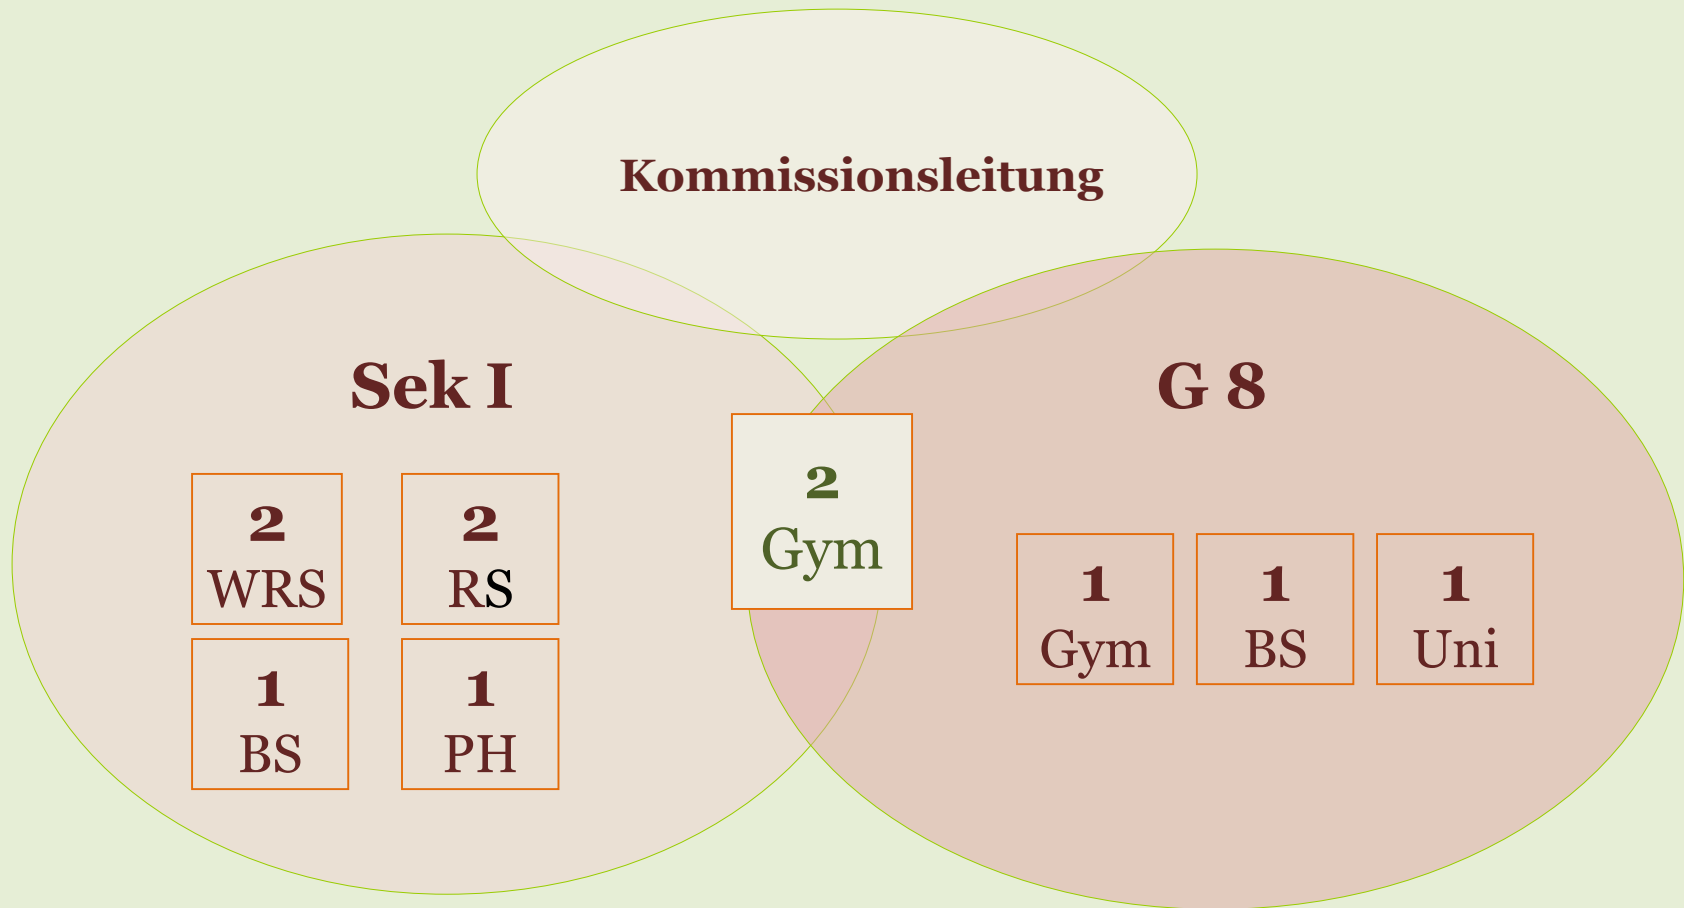 Kommissionsleitung
Sek I
G 8
2
Gym
2
WRS
2
RS
1
BS
1
PH
1
Gym
1
BS
1
Uni